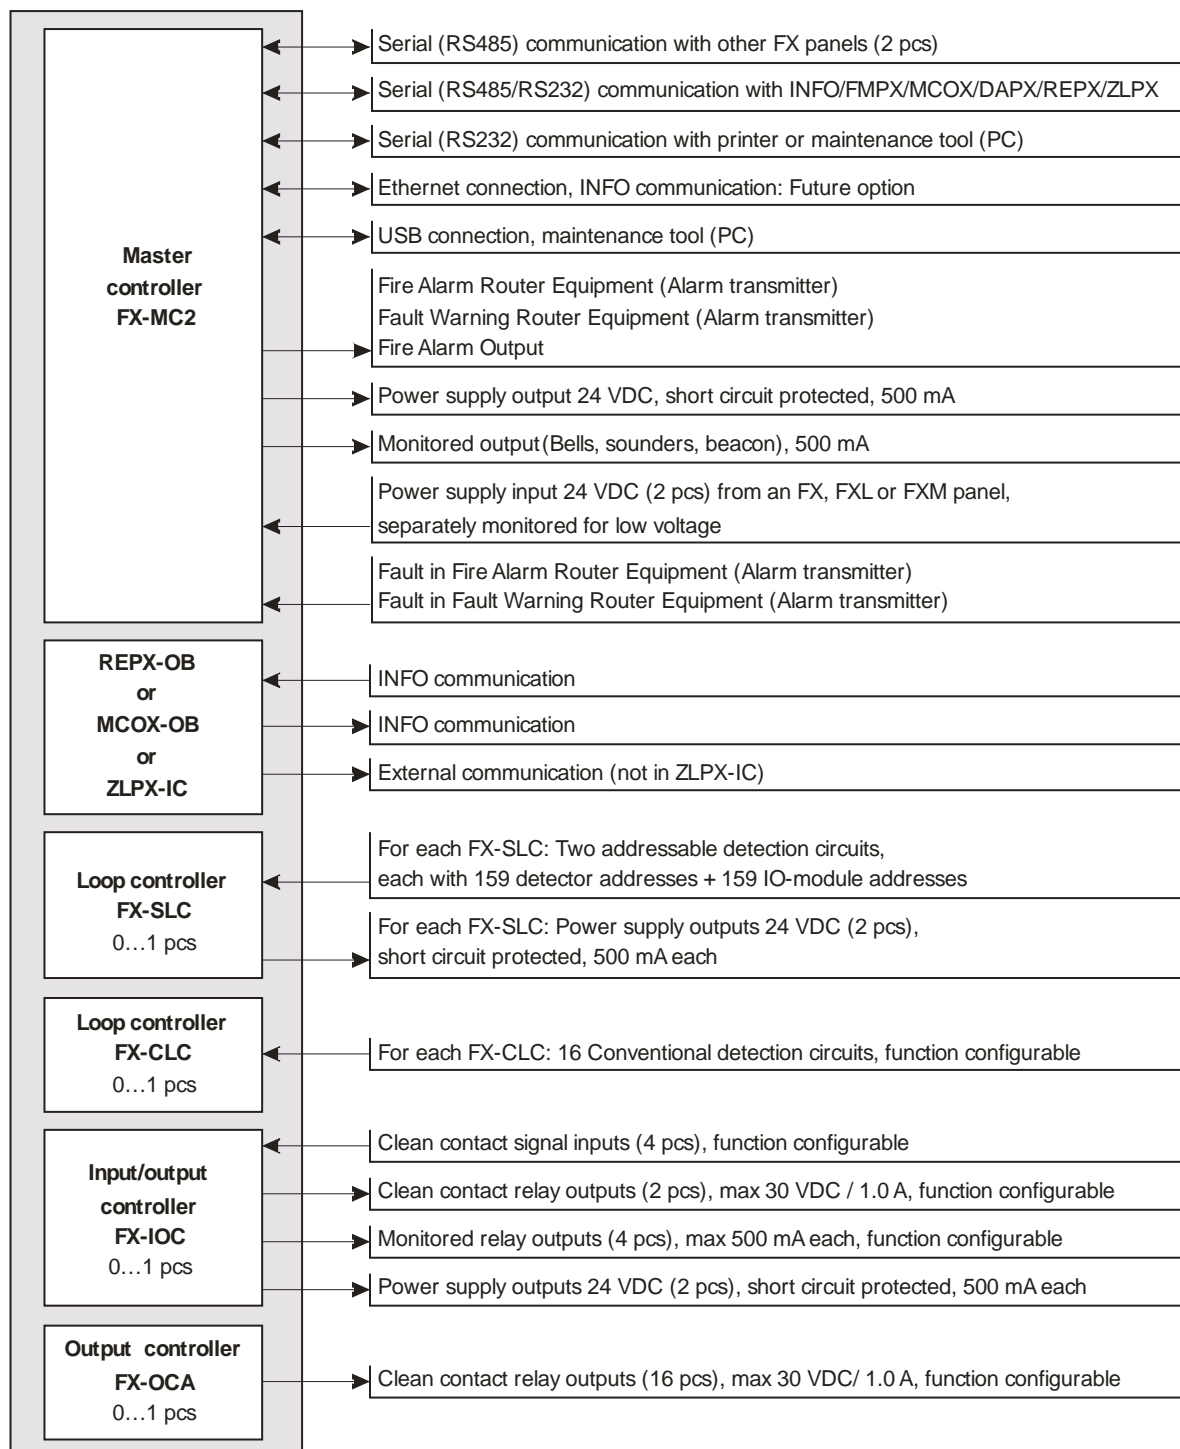 Master
controller
FX-MC2
Serial (RS485) communication with other FX panels (2 pcs)
Serial (RS485/RS232) communication with INFO/FMPX/MCOX/DAPX/REPX/ZLPX
Serial (RS232) communication with printer or maintenance tool (PC)
Ethernet connection, INFO communication: Future option
USB connection, maintenance tool (PC)
Fire Alarm Router Equipment (Alarm transmitter)
Fault Warning Router Equipment (Alarm transmitter)
Fire Alarm Output
Power supply output 24 VDC, short circuit protected, 500 mA
Monitored output (Bells, sounders, beacon), 500 mA
Power supply input 24 VDC (2 pcs) from an FX, FXL or FXM panel,
separately monitored for low voltage
Fault in Fire Alarm Router Equipment (Alarm transmitter)
Fault in Fault Warning Router Equipment (Alarm transmitter)
REPX-OB
or
MCOX-OB
or
ZLPX-IC
INFO communication
INFO communication
External communication (not in ZLPX-IC)
Loop controller
FX-SLC
0…1 pcs
For each FX-SLC: Two addressable detection circuits,
each with 159 detector addresses + 159 IO-module addresses
For each FX-SLC: Power supply outputs 24 VDC (2 pcs),
short circuit protected, 500 mA each
Loop controller
FX-CLC
0…1 pcs
For each FX-CLC: 16 Conventional detection circuits, function configurable
Input/output
controller
FX-IOC
0…1 pcs
Clean contact signal inputs (4 pcs), function configurable
Clean contact relay outputs (2 pcs), max 30 VDC / 1.0 A, function configurable
Monitored relay outputs (4 pcs), max 500 mA each, function configurable
Power supply outputs 24 VDC (2 pcs), short circuit protected, 500 mA each
Output controller
FX-OCA
0…1 pcs
Clean contact relay outputs (16 pcs), max 30 VDC/ 1.0 A, function configurable